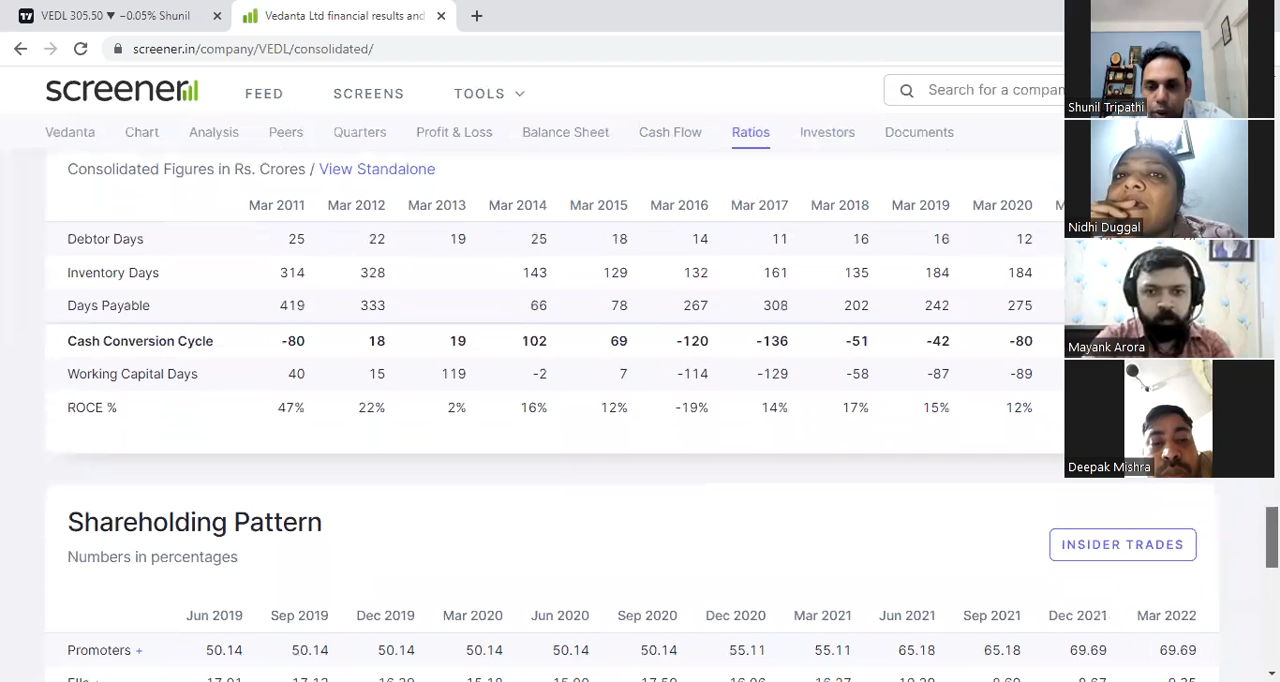 VEDL 305.50 ▼ −0.05% Shunil
Vedanta Ltd financial results and
screener.in/company/VEDL/consolidated/
screener
FEED SCREENS TOOLS
Search for a compan
Vedanta Chart Analysis Peers Quarters Profit & Loss Balance Sheet Cash Flow Ratios Investors Documents
Consolidated Figures in Rs. Crores / View Standalone
Mar 2011 Mar 2012 Mar 2013 Mar 2014 Mar 2015 Mar 2016 Mar 2017 Mar 2018 Mar 2019 Mar 2020 M
Debtor Days 25 22 19 25 18 14 11 16 16 12
Inventory Days 314 328 143 129 132 161 135 184 184
Days Payable 419 333 66 78 267 308 202 242 275
Cash Conversion Cycle -80 18 19 102 69 -120 -136 -51 -42 -80
Working Capital Days 40 15 119 -2 7 -114 -129 -58 -87 -89
ROCE % 47% 22% 2% 16% 12% -19% 14% 17% 15% 12%
Shareholding Pattern
Numbers in percentages
INSIDER TRADES
Jun 2019 Sep 2019 Dec 2019 Mar 2020 Jun 2020 Sep 2020 Dec 2020 Mar 2021 Jun 2021 Sep 2021 Dec 2021 Mar 2022
Promoters + 50.14 50.14 50.14 50.14 50.14 50.14 55.11 55.11 65.18 65.18 69.69 69.69
Shunil Tripathi
Nidhi Duggal
Mayank Arora
Deepak Mishra